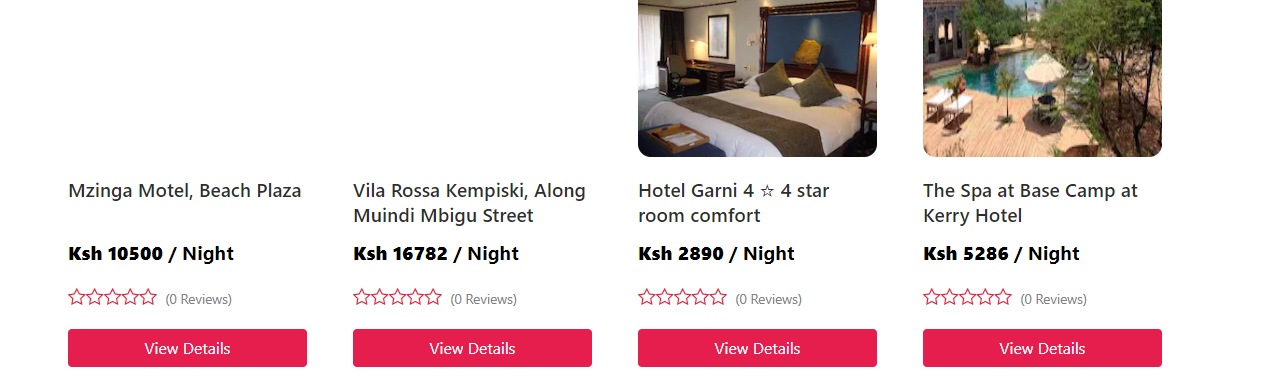 Mzinga Motel, Beach Plaza
Ksh 10500 / Night
(0 Reviews)
View Details
Vila Rossa Kempiski, Along
Muindi Mbigu Street
Ksh 16782 / Night
(0 Reviews)
View Details
Hotel Garni 4 ☆ 4 star
room comfort
Ksh 2890 / Night
(0 Reviews)
View Details
The Spa at Base Camp at
Kerry Hotel
Ksh 5286 / Night
(0 Reviews)
View Details